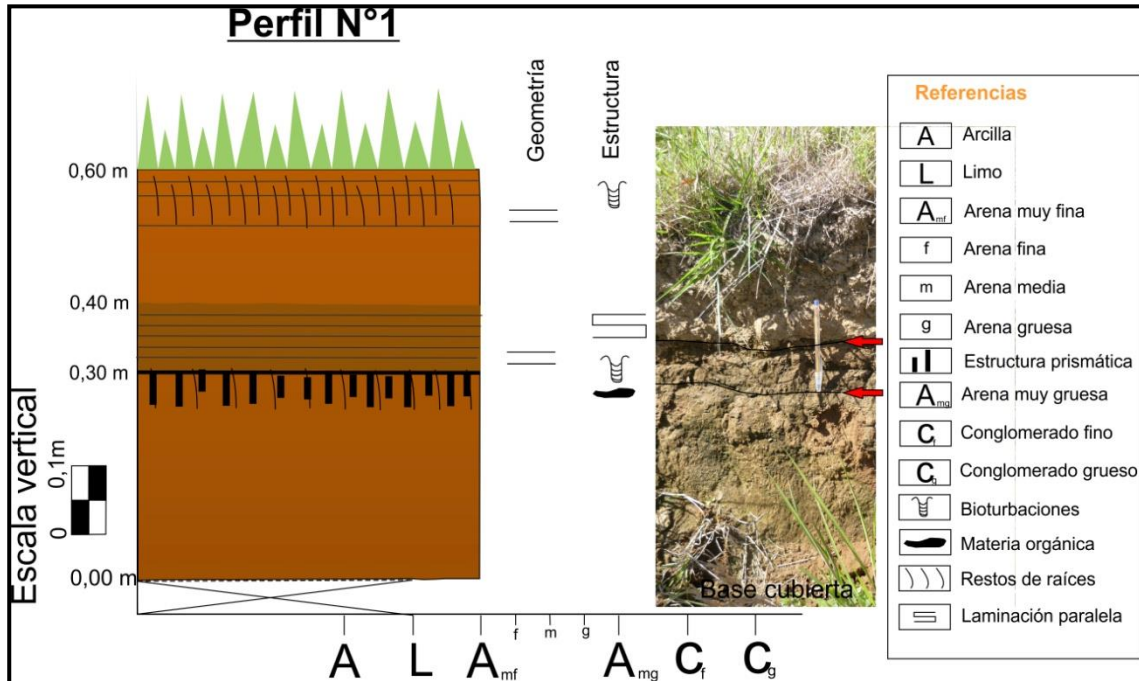 Perfil N°1
Geometría
Estructura
0,60 m
0,40 m
0,30 m
0,00 m
Escala vertical
0
0,1m
Base cubierta
A
L
Amf
f
m
g
Amg
Cf
Cg
Referencias
A Arcilla
L Limo
Amf Arena muy fina
f Arena fina
m Arena media
g Arena gruesa
Estructura prismática
Amg Arena muy gruesa
Cf Conglomerado fino
Cg Conglomerado grueso
Bioturbaciones
Materia orgánica
Restos de raíces
Laminación paralela